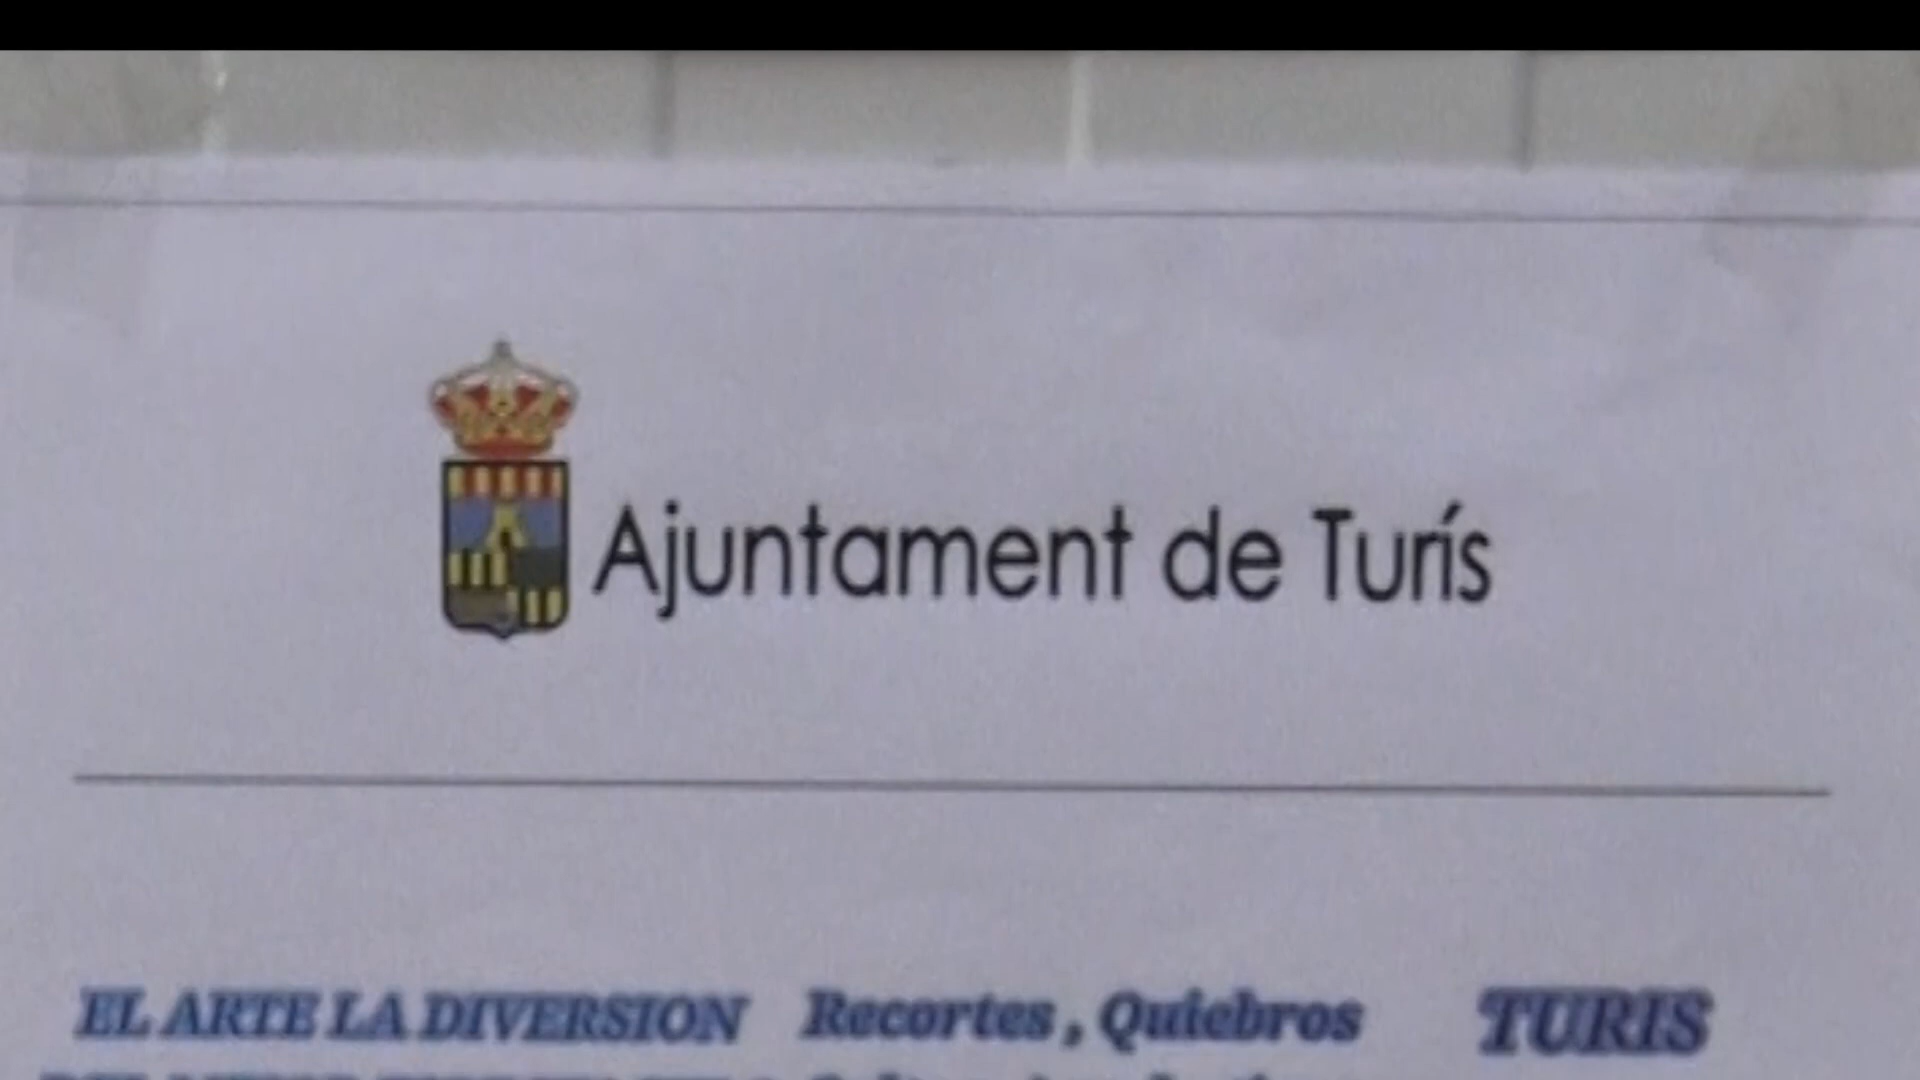 Ajuntament de Turís
EL ARTE LA DIVERSION Recortes , Quiebros TURIS